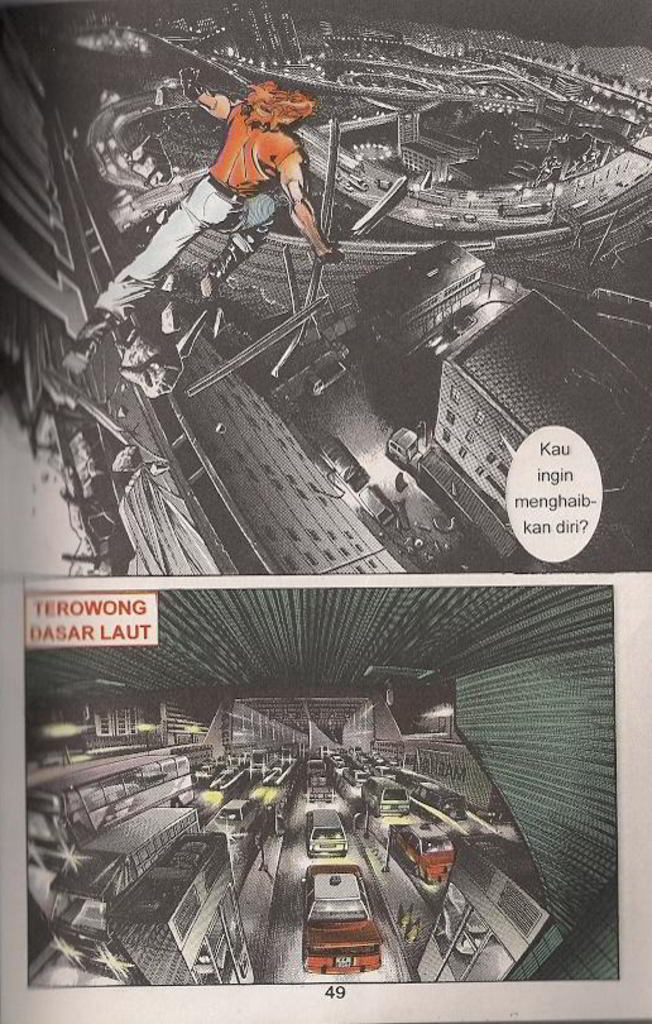 Kau
ingin
menghaib-
kan diri?
TEROWONG
DASAR LAUT
49